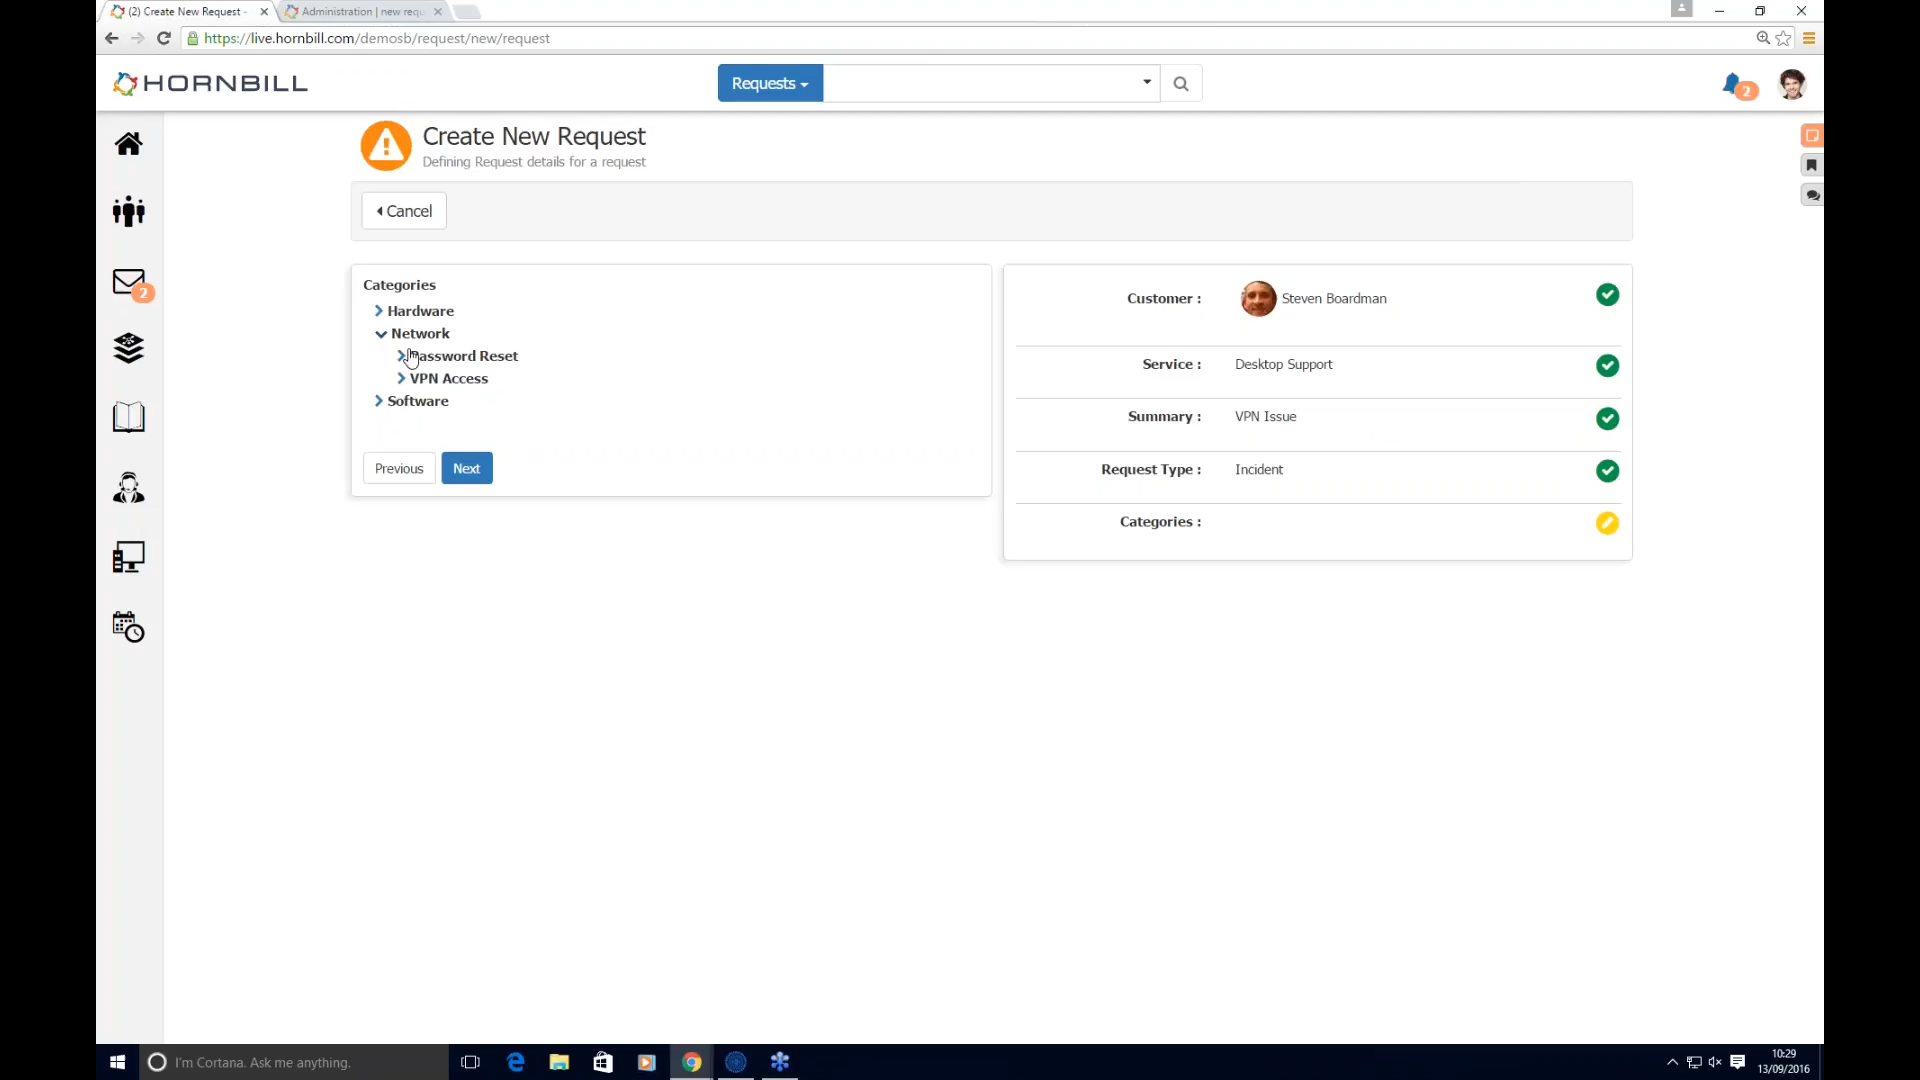 (2) Create New Request -
Administration | new requ
https://live.hornbill.com/demosb/request/new/request
HORNBILL
Requests
2
Create New Request
Defining Request details for a request
Cancel
2
Categories
Hardware
Network
Password Reset
VPN Access
Software
Previous
Next
Customer :
Steven Boardman
Service :
Desktop Support
Summary :
VPN Issue
Request Type :
Incident
Categories :
I'm Cortana. Ask me anything.
10:29
13/09/2016